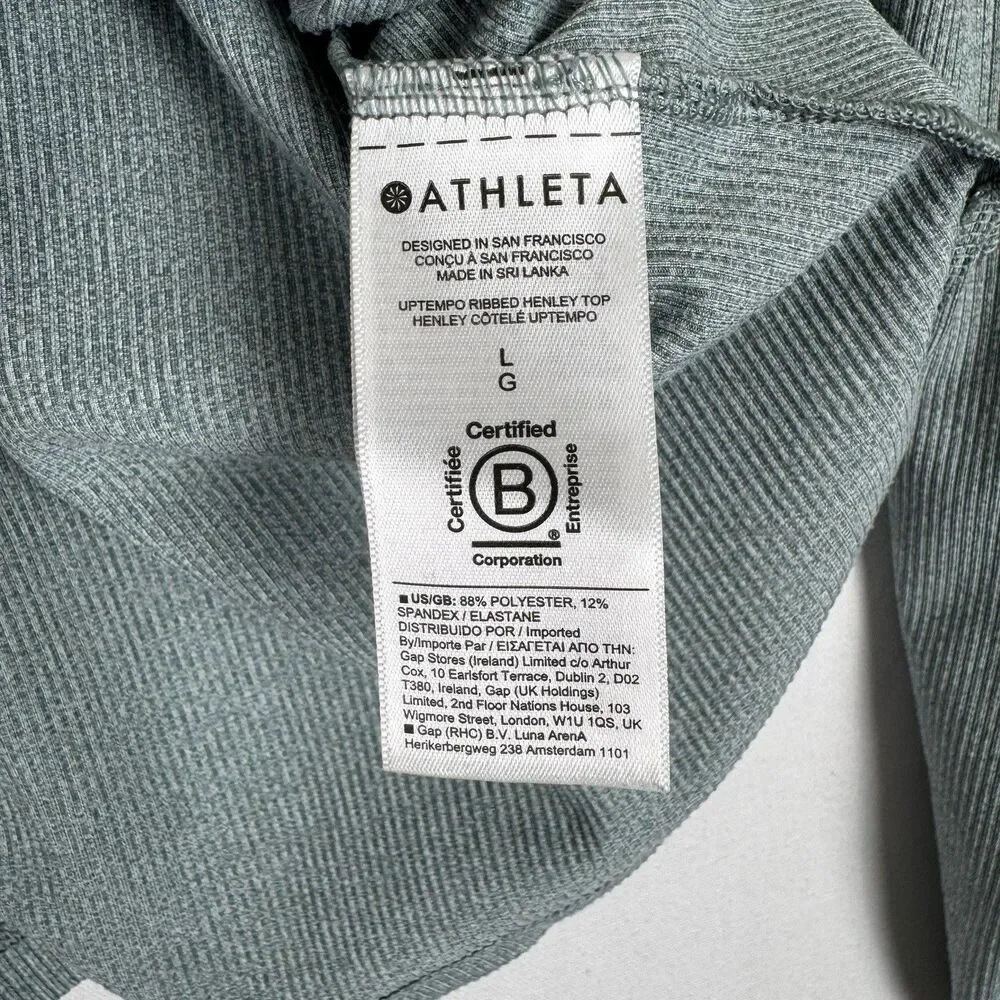 ATHLETA
DESIGNED IN SAN FRANCISCO
CONÇU À SAN FRANCISCO
MADE IN SRI LANKA
UPTEMPO RIBBED HENLEY TOP
HENLEY CÔTELÉ UPTEMPO
L
G
Certified
Certifiée
B
Entreprise
®
Corporation
■ US/GB: 88% POLYESTER, 12%
SPANDEX / ELASTANE
DISTRIBUIDO POR / Imported
By/Importe Par / ΕΙΣΑΓΕΤΑΙ ΑΠΟ ΤΗΝ:
Gap Stores (Ireland) Limited c/o Arthur
Cox, 10 Earlsfort Terrace, Dublin 2, D02
T380, Ireland, Gap (UK Holdings)
Limited, 2nd Floor Nations House, 103
Wigmore Street, London, W1U 1QS, UK
■ Gap (RHC) B.V. Luna ArenA
Herikerbergweg 238 Amsterdam 1101